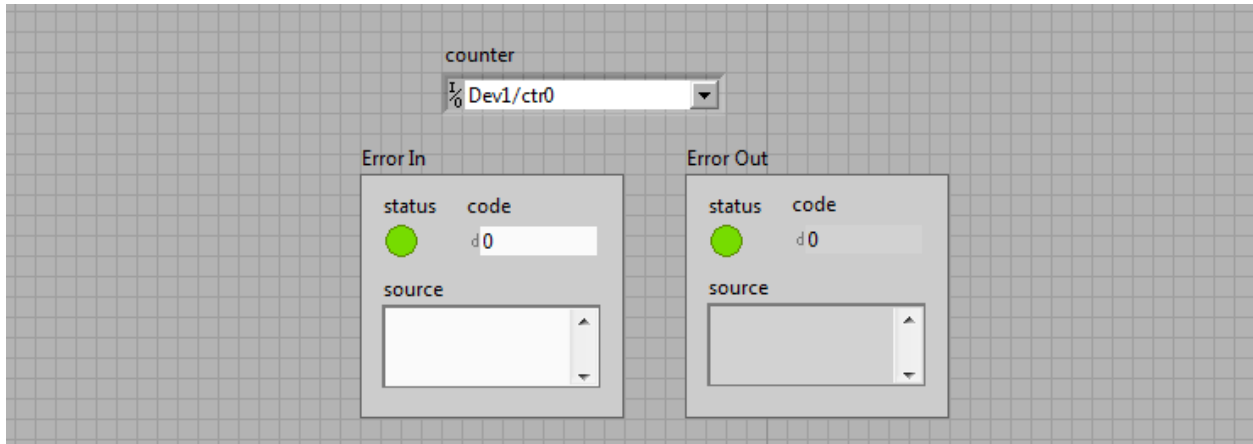 counter
I/O Dev1/ctr0
Error In
Error Out
status code
d 0
source
status code
d 0
source